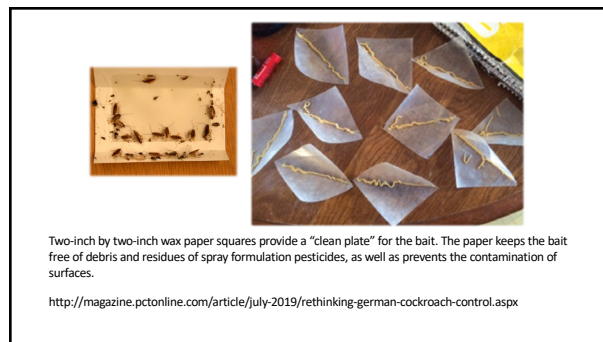 Two-inch by two-inch wax paper squares provide a “clean plate” for the bait. The paper keeps the bait
free of debris and residues of spray formulation pesticides, as well as prevents the contamination of
surfaces.
http://magazine.pctonline.com/article/july-2019/rethinking-german-cockroach-control.aspx